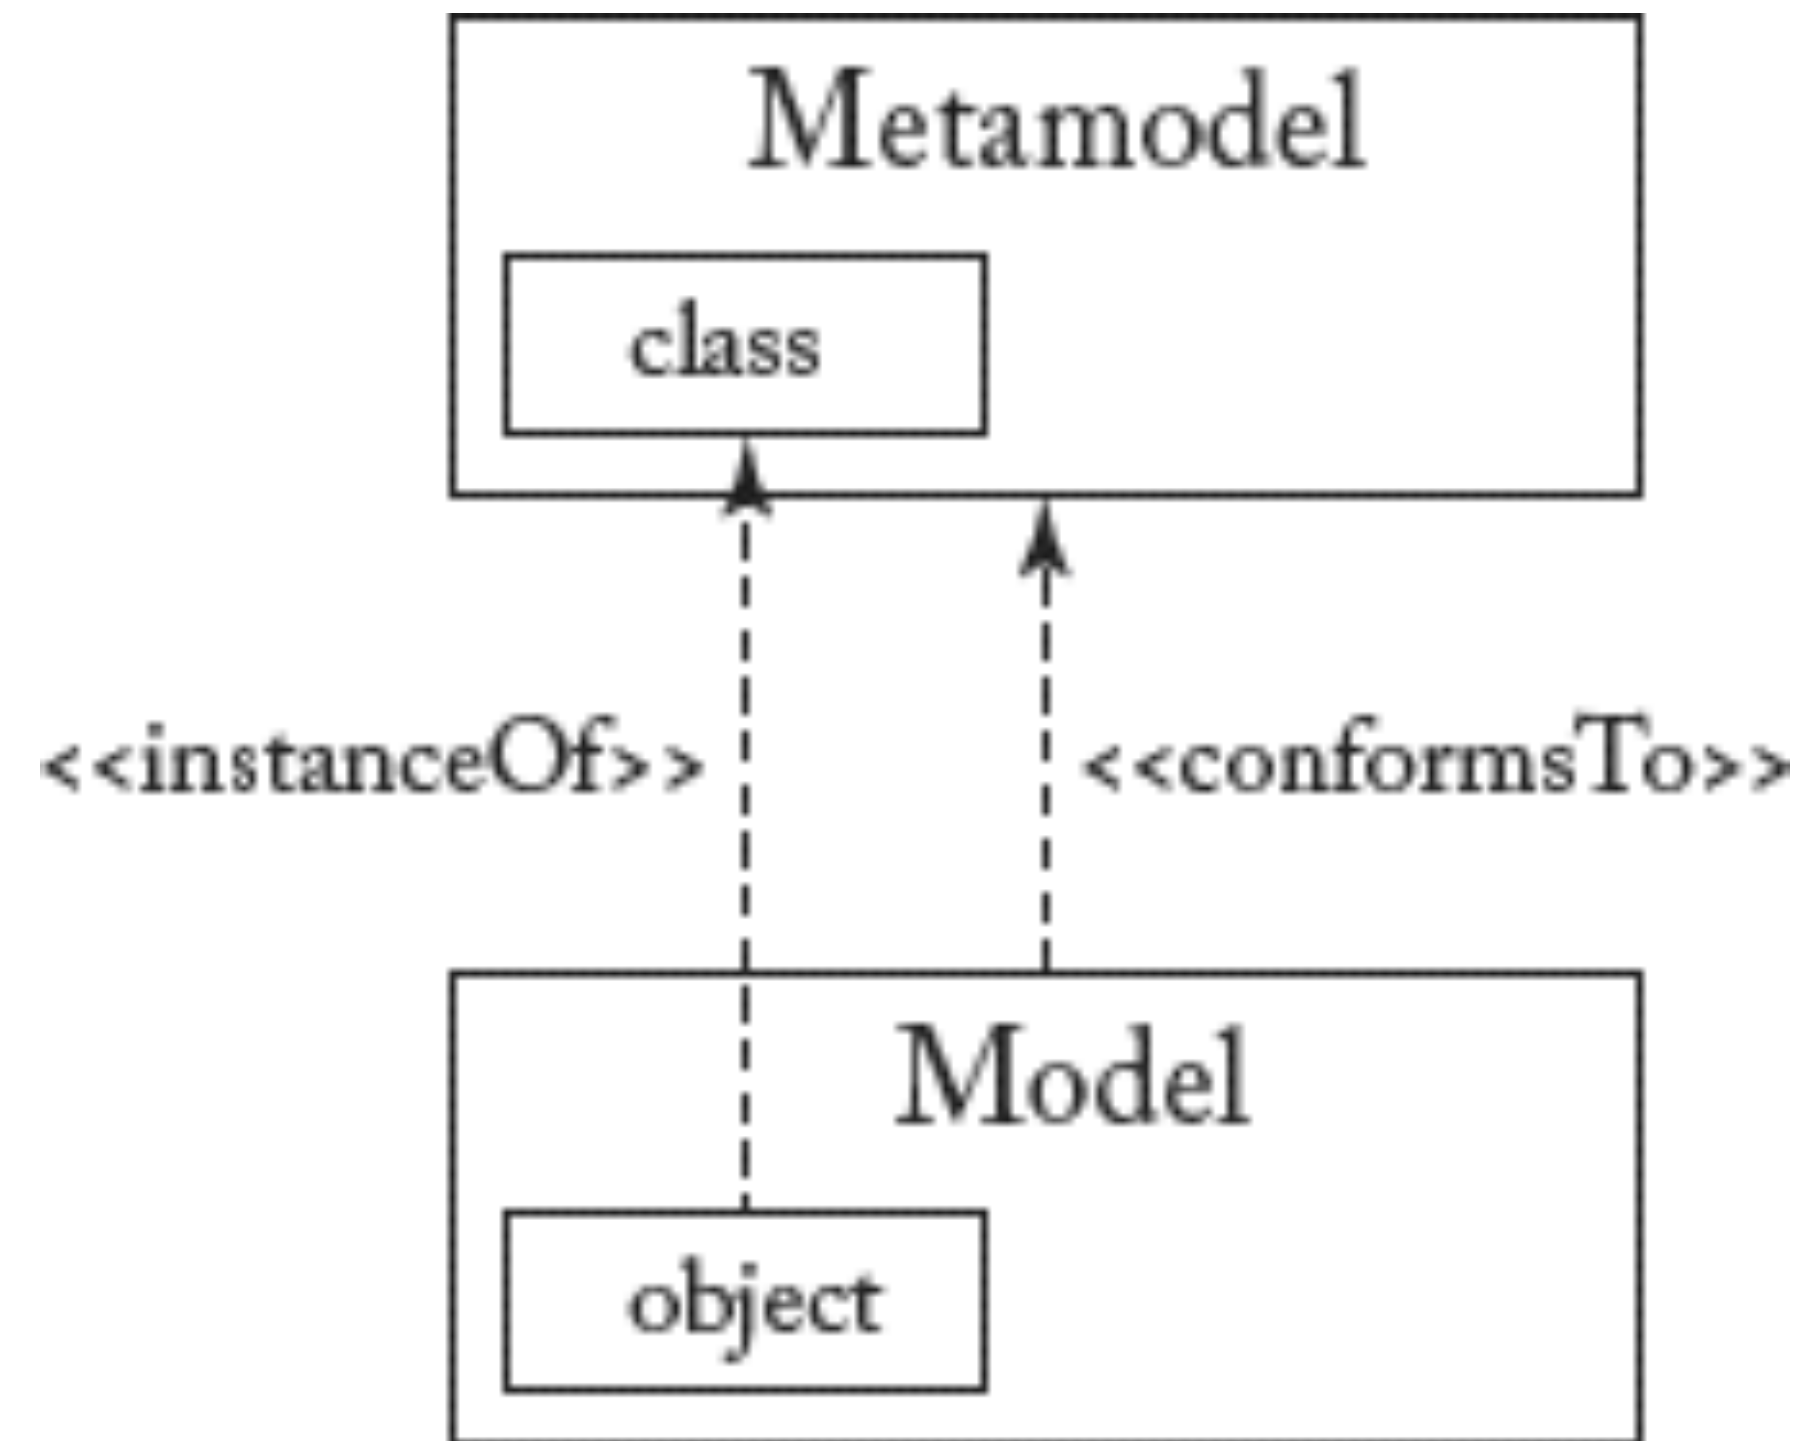 Metamodel
class
<<instanceOf>>
<<conformsTo>>
Model
object